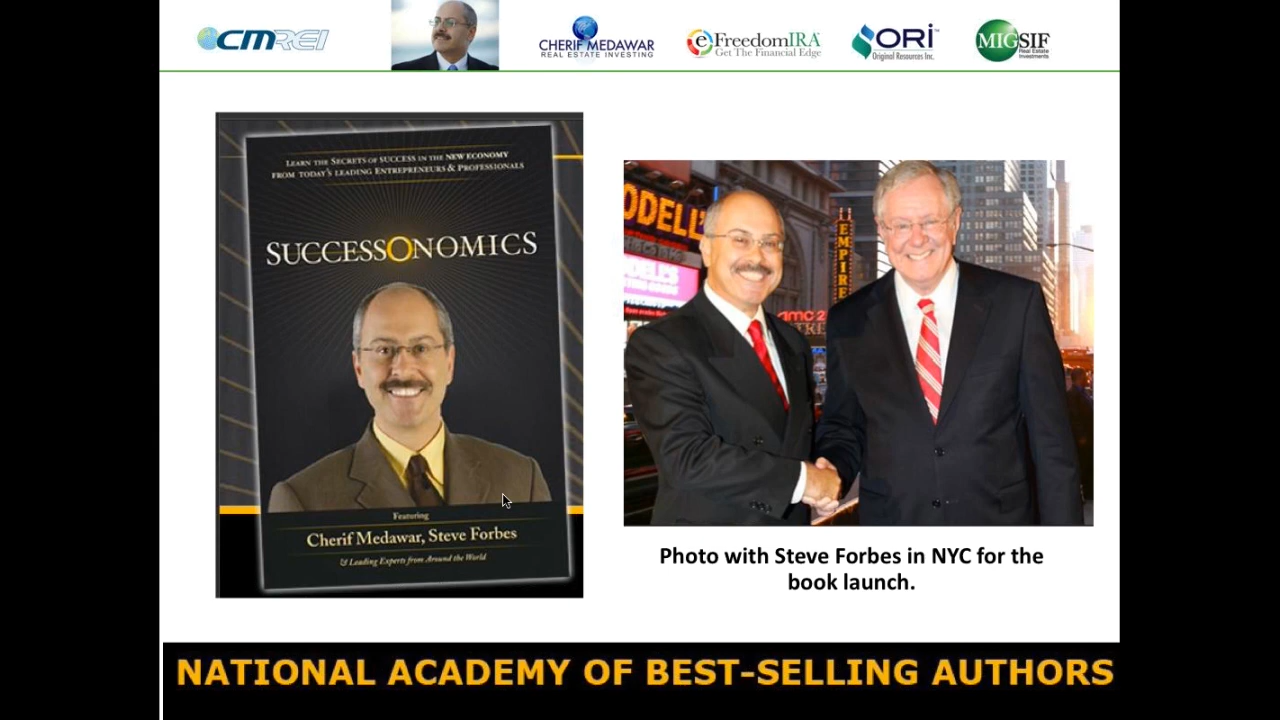 CMREI
CHERIF MEDAWAR
REAL ESTATE INVESTING
eFreedomIRA
Get The Financial Edge
ORI™
Original Resources Inc.
MIGSIF
Real Estate
Investments
LEARN THE SECRETS OF SUCCESS IN THE NEW ECONOMY
FROM TODAY'S LEADING ENTREPRENEURS & PROFESSIONALS
SUCCESSONOMICS
Featuring
Cherif Medawar, Steve Forbes
& Leading Experts from Around the World
ODELL'S
EMPIRE
amc 2
Photo with Steve Forbes in NYC for the
book launch.
NATIONAL ACADEMY OF BEST-SELLING AUTHORS